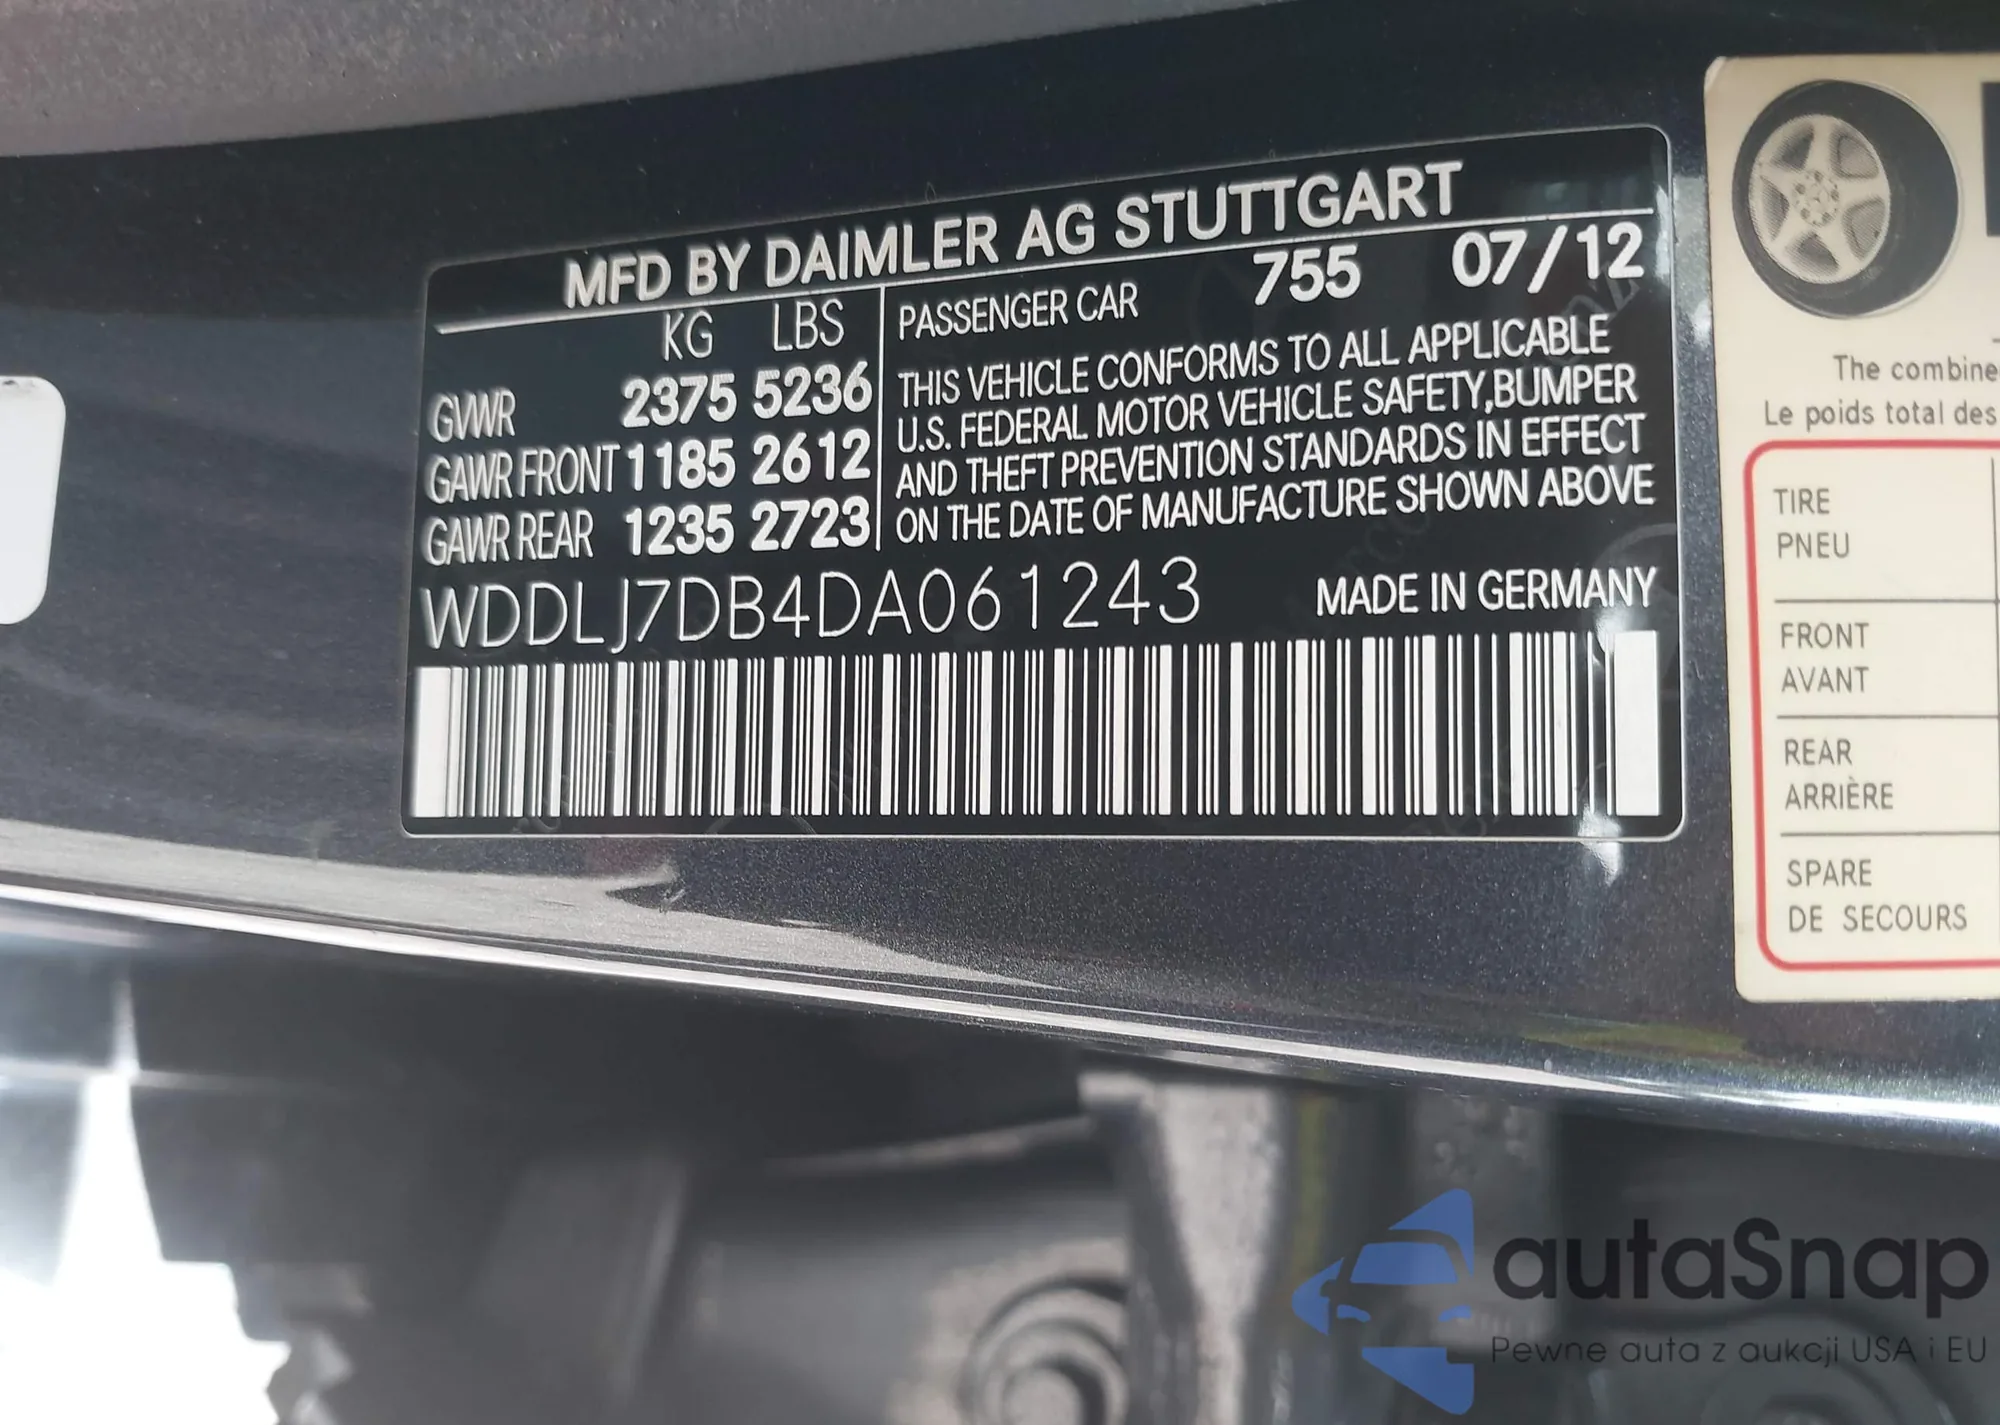 MFD BY DAIMLER AG STUTTGART
KG LBS
GVWR 2375 5236
GAWR FRONT 1185 2612
GAWR REAR 1235 2723
PASSENGER CAR 755 07/12
THIS VEHICLE CONFORMS TO ALL APPLICABLE
U.S. FEDERAL MOTOR VEHICLE SAFETY,BUMPER
AND THEFT PREVENTION STANDARDS IN EFFECT
ON THE DATE OF MANUFACTURE SHOWN ABOVE
WDDLJ7DB4DA061243 MADE IN GERMANY
The combine
Le poids total des
TIRE
PNEU
FRONT
AVANT
REAR
ARRIÈRE
SPARE
DE SECOURS
autaSnap
Pewne auta z aukcji USA i EU